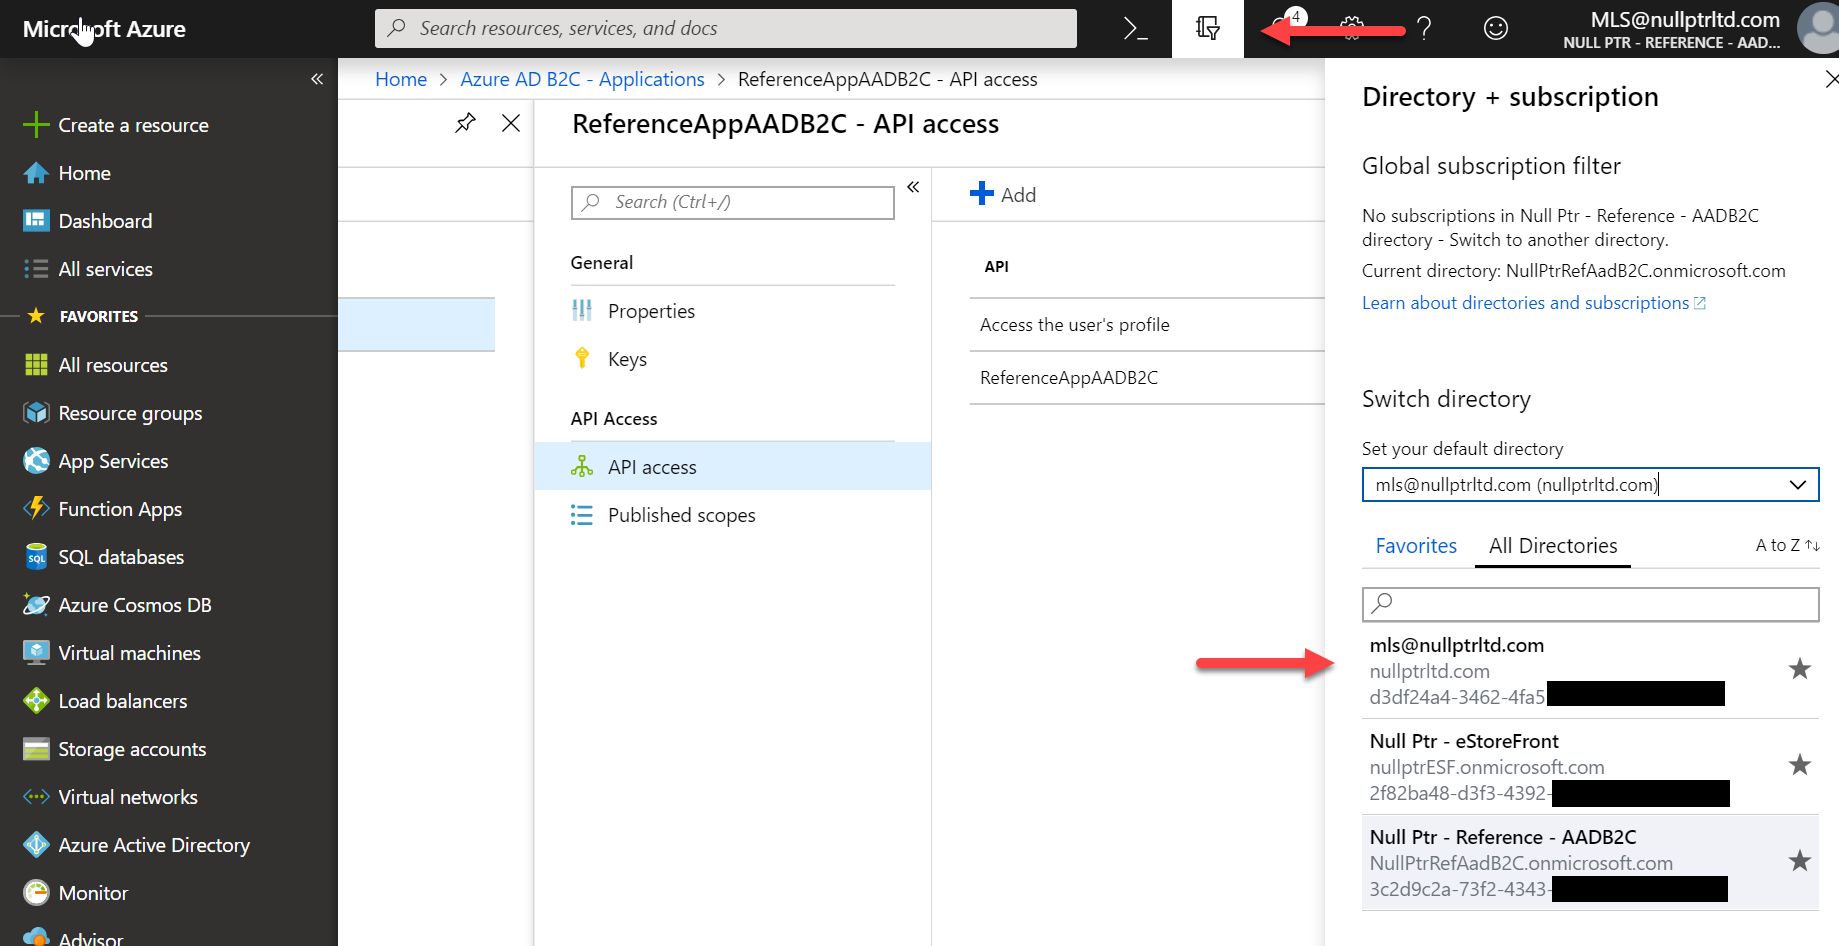 Microsoft Azure
Search resources, services, and docs
4
MLS@nullptrltd.com
NULL PTR - REFERENCE - AAD...
Home > Azure AD B2C - Applications > ReferenceAppAADB2C - API access
Create a resource
Home
Dashboard
All services
FAVORITES
All resources
Resource groups
App Services
Function Apps
SQL databases
Azure Cosmos DB
Virtual machines
Load balancers
Storage accounts
Virtual networks
Azure Active Directory
Monitor
Advisor
ReferenceAppAADB2C - API access
Search (Ctrl+/)
General
Properties
Keys
API Access
API access
Published scopes
Add
API
Access the user's profile
ReferenceAppAADB2C
Directory + subscription
Global subscription filter
No subscriptions in Null Ptr - Reference - AADB2C
directory - Switch to another directory.
Current directory: NullPtrRefAadB2C.onmicrosoft.com
Learn about directories and subscriptions
Switch directory
Set your default directory
mls@nullptrltd.com (nullptrltd.com)
Favorites
All Directories
A to Z
mls@nullptrltd.com
nullptrltd.com
d3df24a4-3462-4fa5
Null Ptr - eStoreFront
nullptrESF.onmicrosoft.com
2f82ba48-d3f3-4392-
Null Ptr - Reference - AADB2C
NullPtrRefAadB2C.onmicrosoft.com
3c2d9c2a-73f2-4343-